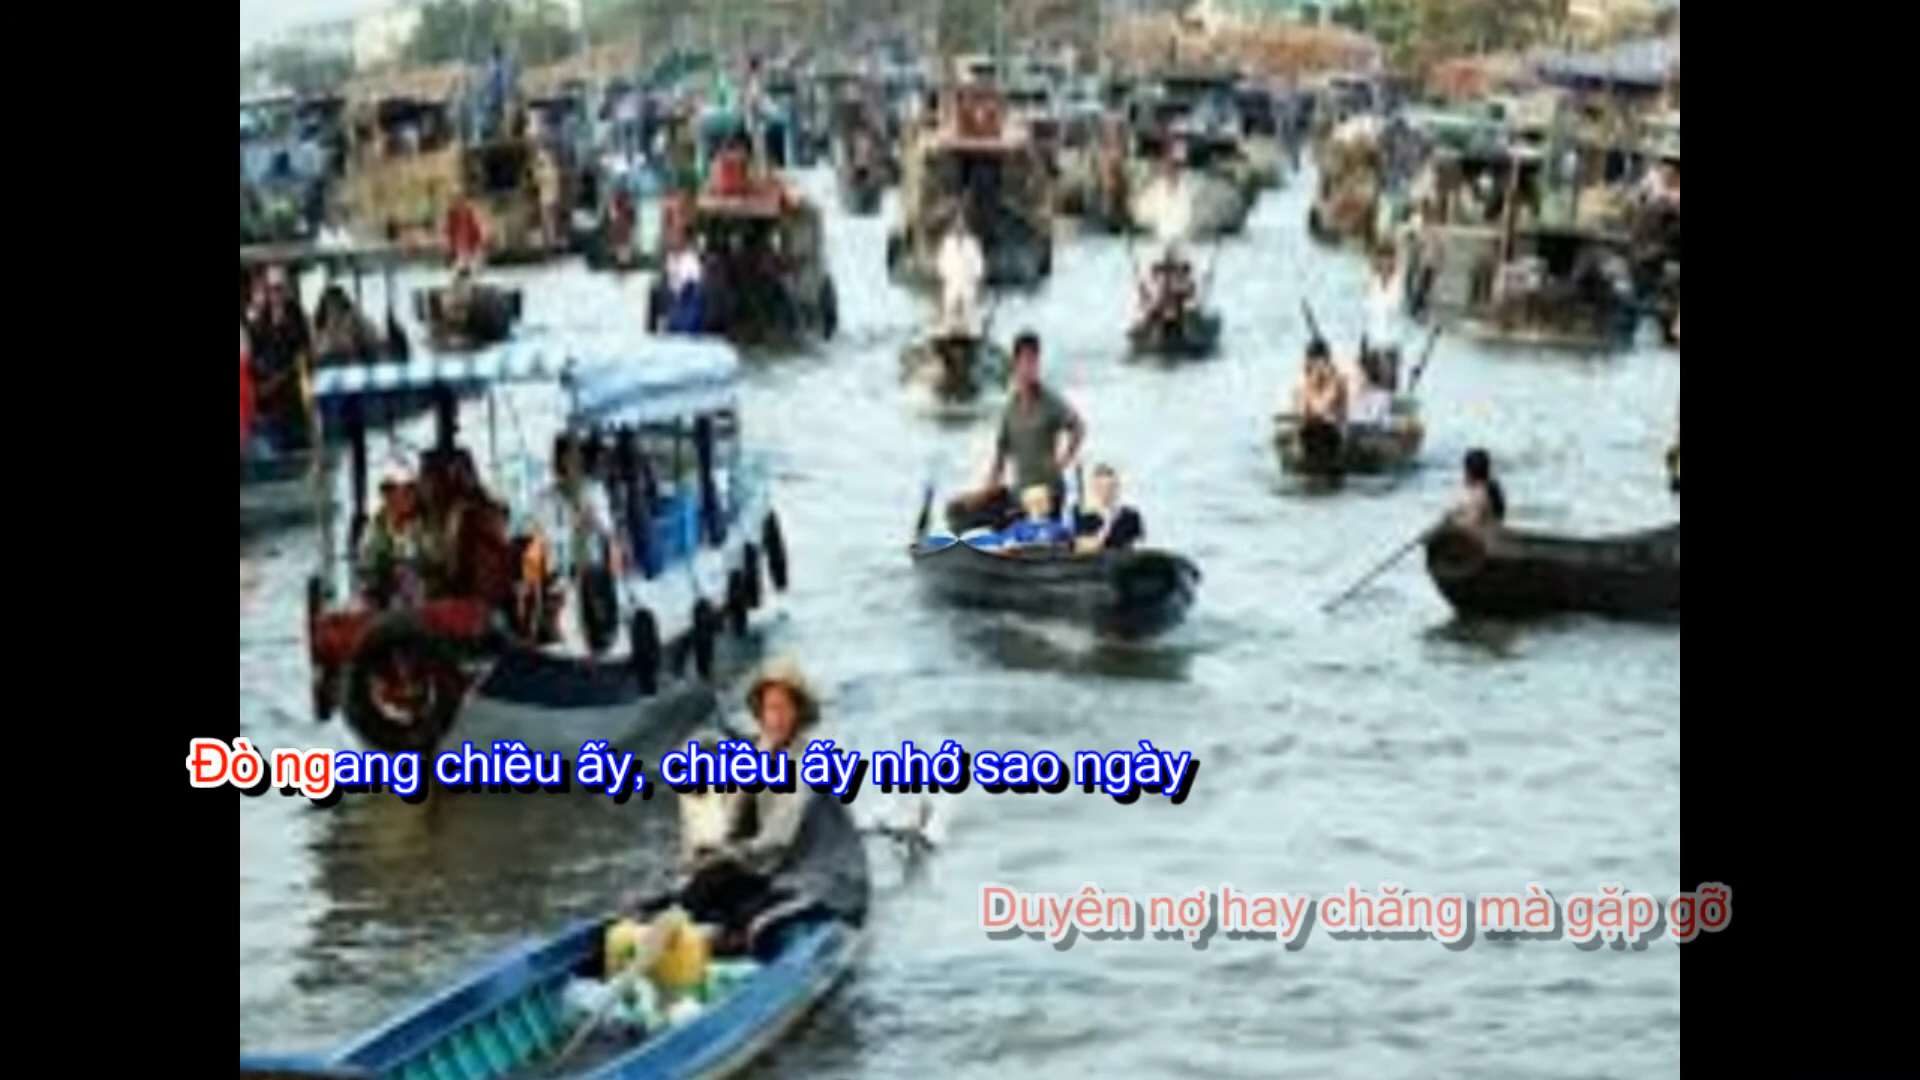 Đò ngang chiều ấy, chiều ấy nhớ sao ngày
Duyên nợ hay chăng mà gặp gỡ